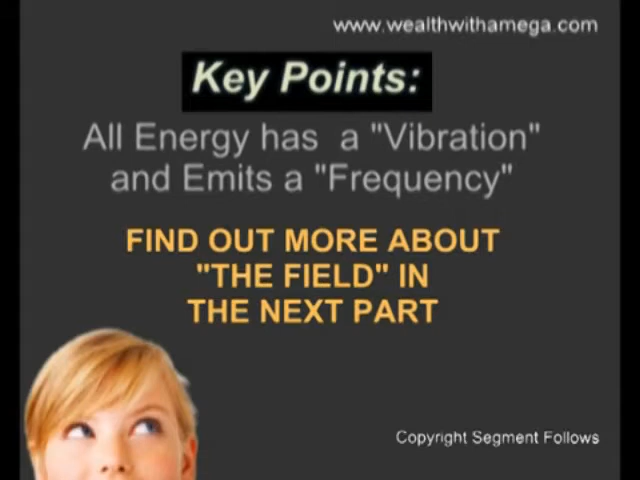 www.wealthwithamega.com
Key Points:
All Energy has a "Vibration"
and Emits a "Frequency"
FIND OUT MORE ABOUT
"THE FIELD" IN
THE NEXT PART
Copyright Segment Follows